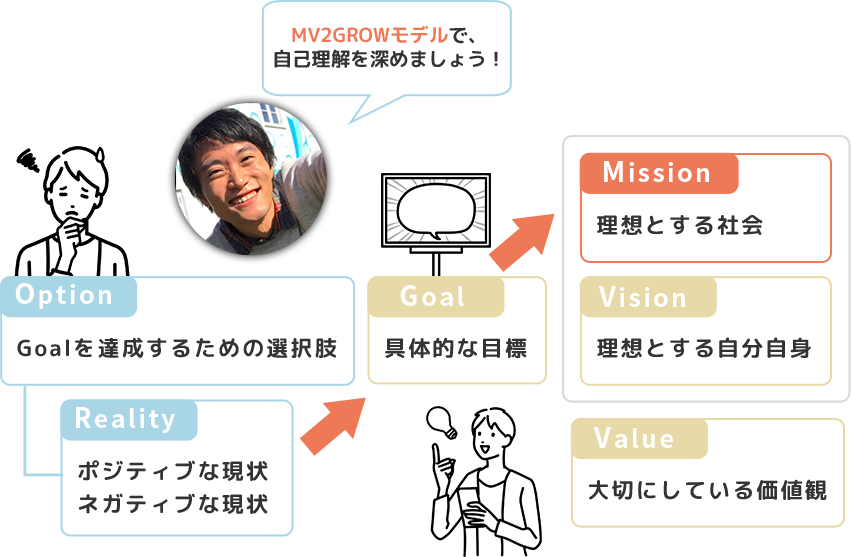 MV2GROWモデルで、
自己理解を深めましょう！
Option
Goalを達成するための選択肢
Reality
ポジティブな現状
ネガティブな現状
Goal
具体的な目標
Mission
理想とする社会
Vision
理想とする自分自身
Value
大切にしている価値観